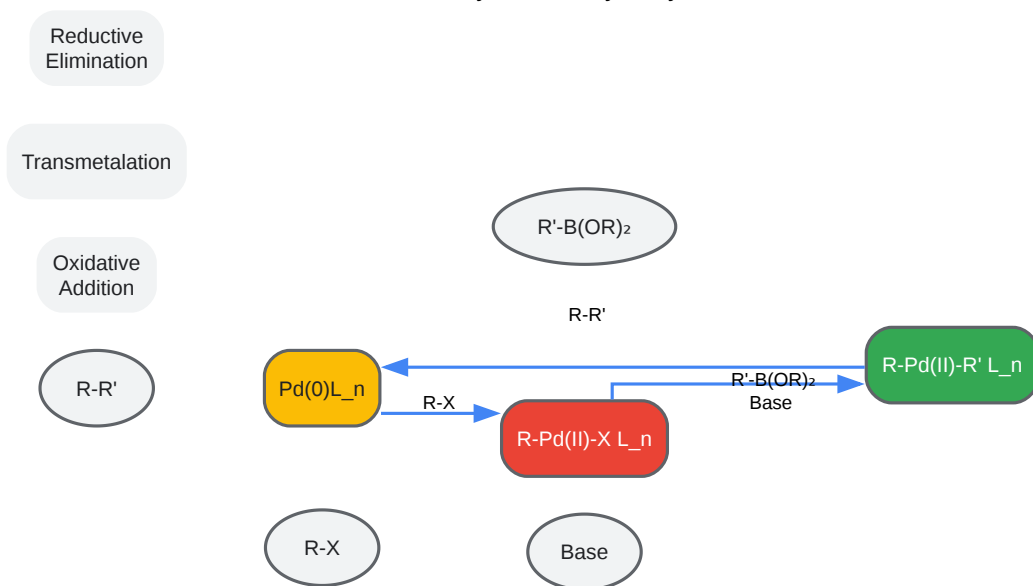 Reductive
Elimination
Transmetalation
R'-B(OR)₂
Oxidative
Addition
R-R'
R-R'
Pd(0)L_n
R-X
R'-B(OR)₂
Base
R-Pd(II)-R' L_n
R-Pd(II)-X L_n
R-X
Base